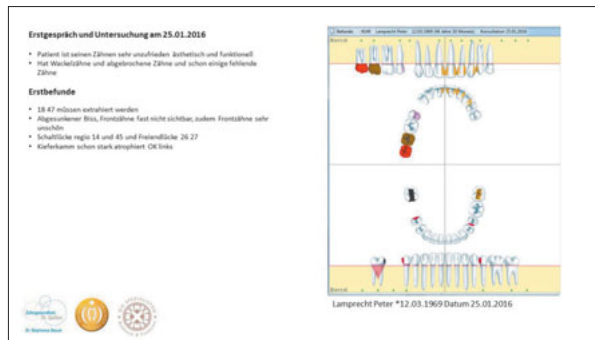 Erstgespräch und Untersuchung am 25.01.2016
• Patient ist seinen Zähnen sehr unzufrieden ästhetisch und funktionell
• Hat Wackelzähne und abgebrochene Zähne und schon einige fehlende
Zähne
Erstbefunde
• 18 47 müssen extrahiert werden
• Abgesunkener Biss, Frontzähne fast nicht sichtbar, zudem Frontzähne sehr
unschön
• Schaltlücke regio 14 und 45 und Freiendlücke 26 27
• Kieferkamm schon stark atrophiert OK links
Lamprecht Peter *12.03.1969 Datum 25.01.2016